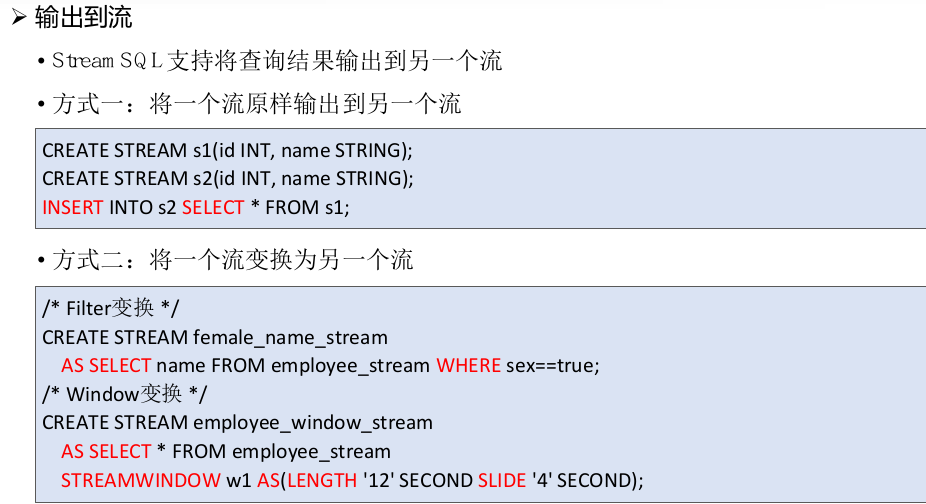 ➢ 输出到流
• Stream SQL支持将查询结果输出到另一个流
• 方式一：将一个流原样输出到另一个流
CREATE STREAM s1(id INT, name STRING);
CREATE STREAM s2(id INT, name STRING);
INSERT INTO s2 SELECT * FROM s1;
• 方式二：将一个流变换为另一个流
/* Filter变换 */
CREATE STREAM female_name_stream
AS SELECT name FROM employee_stream WHERE sex==true;
/* Window变换 */
CREATE STREAM employee_window_stream
AS SELECT * FROM employee_stream
STREAMWINDOW w1 AS(LENGTH '12' SECOND SLIDE '4' SECOND);